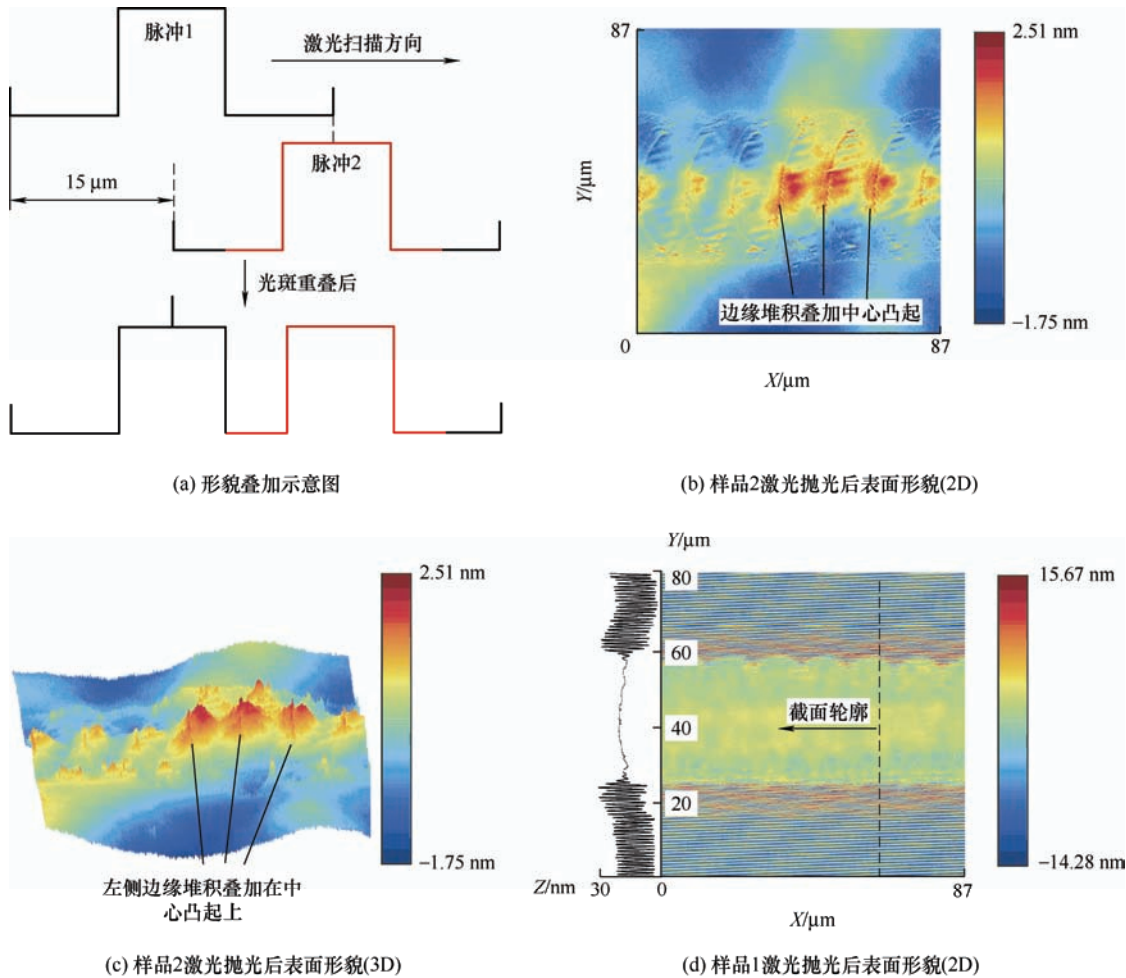 脉冲1
激光扫描方向
脉冲2
15 μm
光斑重叠后
(a) 形貌叠加示意图
87
Y/μm
边缘堆积叠加中心凸起
0
87
X/μm
2.51 nm
−1.75 nm
(b) 样品2激光抛光后表面形貌(2D)
2.51 nm
−1.75 nm
左侧边缘堆积叠加在中
心凸起上
(c) 样品2激光抛光后表面形貌(3D)
Y/μm
80
60
40
20
截面轮廓
Z/nm
30
0
87
X/μm
15.67 nm
−14.28 nm
(d) 样品1激光抛光后表面形貌(2D)